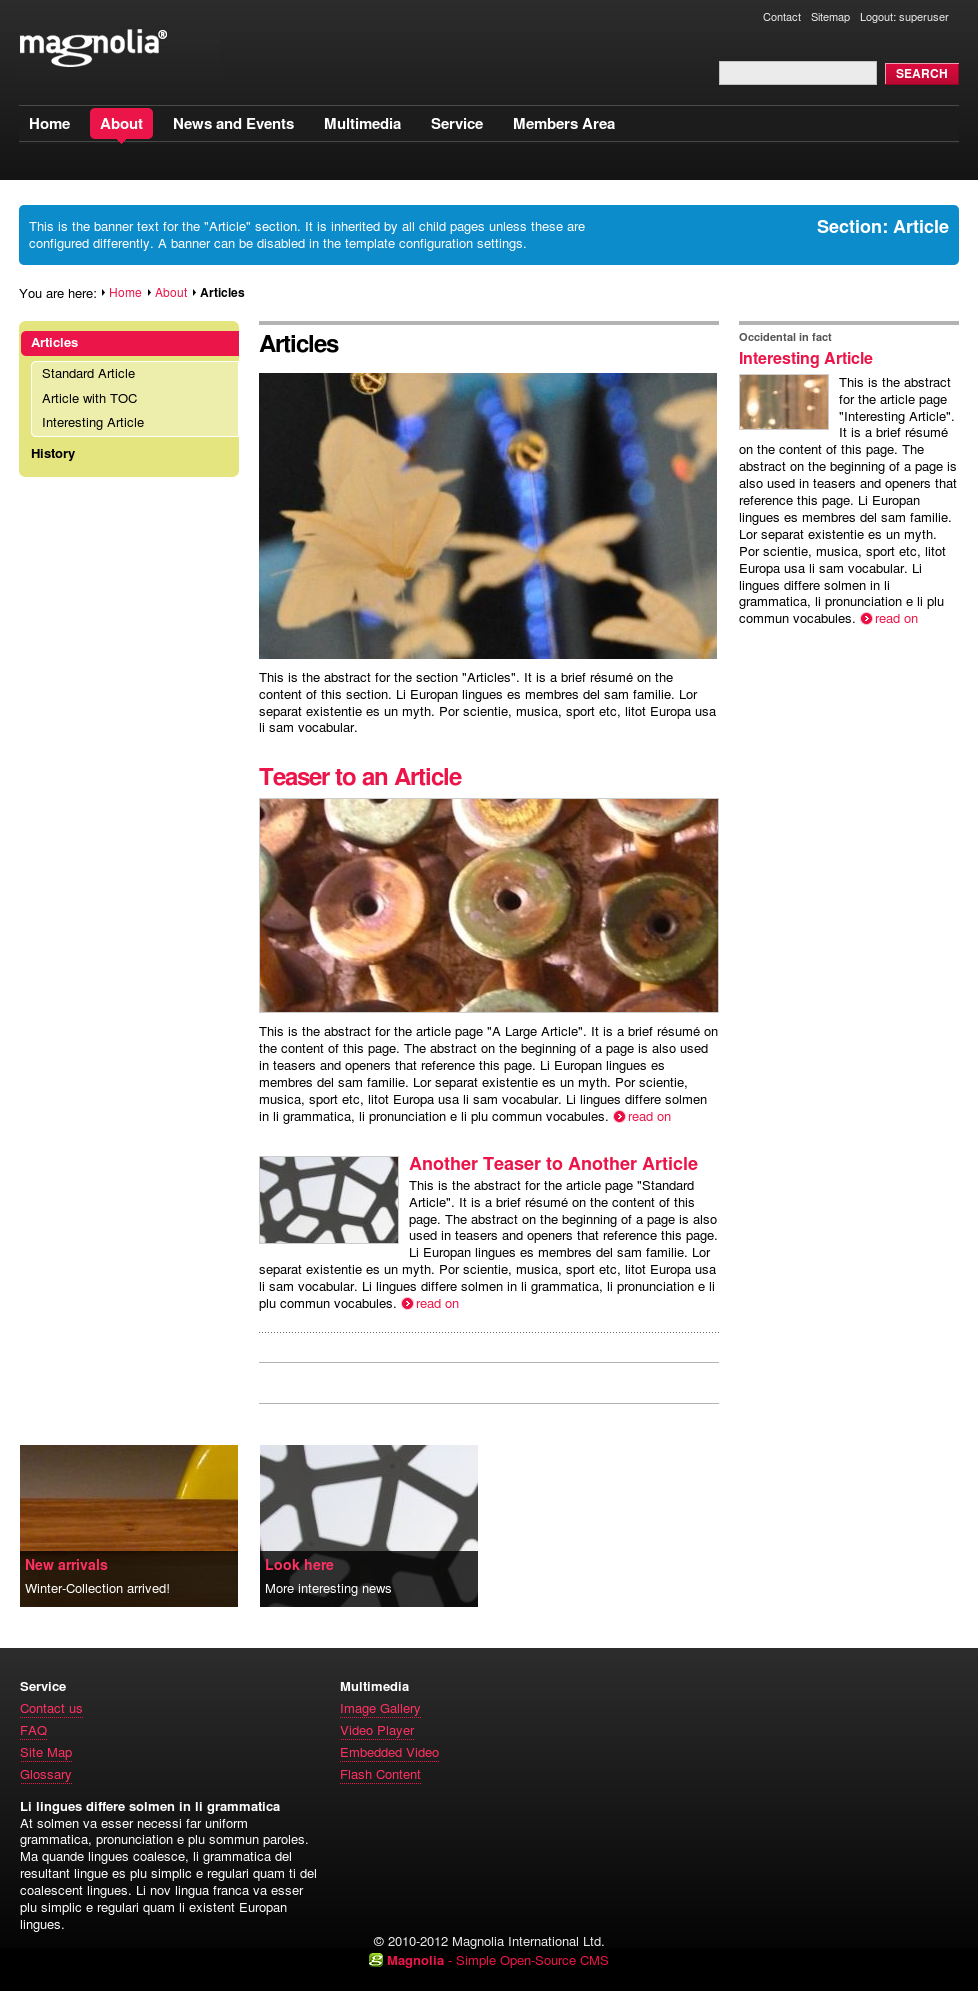 Contact Sitemap Logout: superuser
magnolia®
SEARCH
Home About News and Events Multimedia Service Members Area
This is the banner text for the "Article" section. It is inherited by all child pages unless these are
configured differently. A banner can be disabled in the template configuration settings.
Section: Article
You are here: Home About Articles
Articles
Standard Article
Article with TOC
Interesting Article
History
Articles
This is the abstract for the section "Articles". It is a brief résumé on the
content of this section. Li Europan lingues es membres del sam familie. Lor
separat existentie es un myth. Por scientie, musica, sport etc, litot Europa usa
li sam vocabular.
Teaser to an Article
This is the abstract for the article page "A Large Article". It is a brief résumé on
the content of this page. The abstract on the beginning of a page is also used
in teasers and openers that reference this page. Li Europan lingues es
membres del sam familie. Lor separat existentie es un myth. Por scientie,
musica, sport etc, litot Europa usa li sam vocabular. Li lingues differe solmen
in li grammatica, li pronunciation e li plu commun vocabules. read on
Another Teaser to Another Article
This is the abstract for the article page "Standard
Article". It is a brief résumé on the content of this
page. The abstract on the beginning of a page is also
used in teasers and openers that reference this page.
Li Europan lingues es membres del sam familie. Lor
separat existentie es un myth. Por scientie, musica, sport etc, litot Europa usa
li sam vocabular. Li lingues differe solmen in li grammatica, li pronunciation e li
plu commun vocabules. read on
Occidental in fact
Interesting Article
This is the abstract
for the article page
"Interesting Article".
It is a brief résumé
on the content of this page. The
abstract on the beginning of a page is
also used in teasers and openers that
reference this page. Li Europan
lingues es membres del sam familie.
Lor separat existentie es un myth.
Por scientie, musica, sport etc, litot
Europa usa li sam vocabular. Li
lingues differe solmen in li
grammatica, li pronunciation e li plu
commun vocabules. read on
New arrivals
Winter-Collection arrived!
Look here
More interesting news
Service
Contact us
FAQ
Site Map
Glossary
Multimedia
Image Gallery
Video Player
Embedded Video
Flash Content
Li lingues differe solmen in li grammatica
At solmen va esser necessi far uniform
grammatica, pronunciation e plu sommun paroles.
Ma quande lingues coalesce, li grammatica del
resultant lingue es plu simplic e regulari quam ti del
coalescent lingues. Li nov lingua franca va esser
plu simplic e regulari quam li existent Europan
lingues.
© 2010-2012 Magnolia International Ltd.
Magnolia - SImple Open-Source CMS